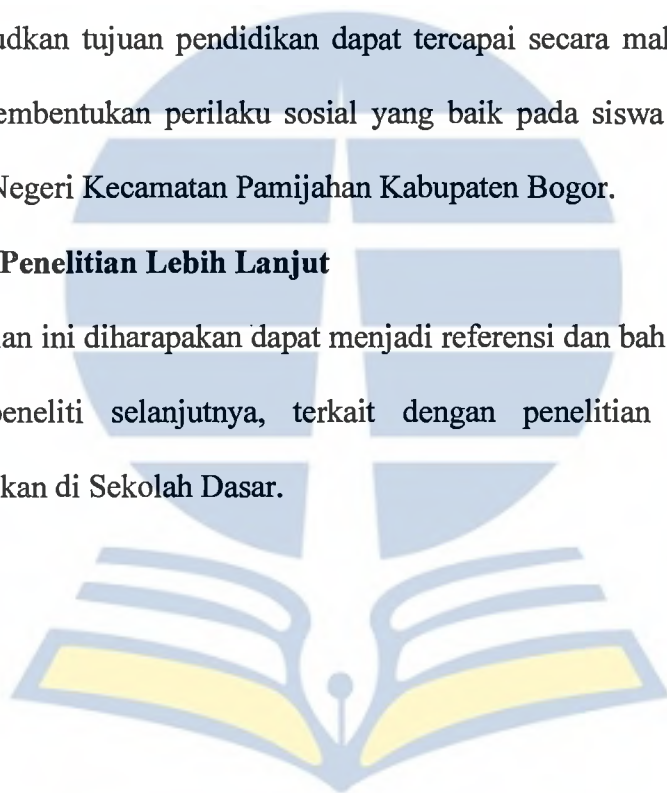 udkan tujuan pendidikan dapat tercapai secara mal
embentukan perilaku sosial yang baik pada siswa
Negeri Kecamatan Pamijahan Kabupaten Bogor.
Penelitian Lebih Lanjut
an ini diharapakan dapat menjadi referensi dan bah
peneliti selanjutnya, terkait dengan penelitian
kan di Sekolah Dasar.